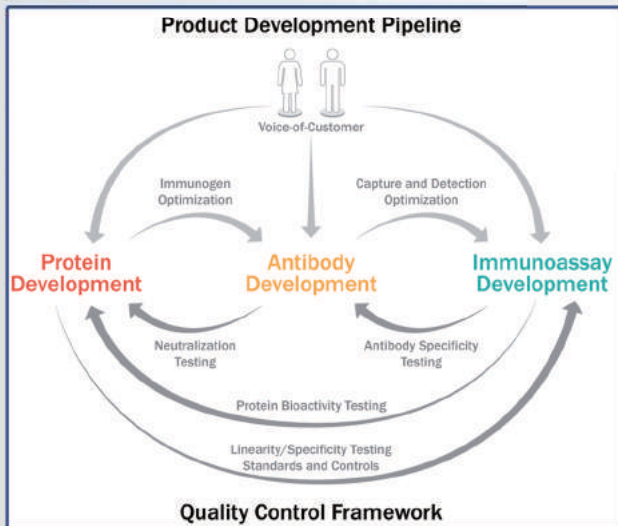 Product Development Pipeline
Voice-of-Customer
Immunogen
Optimization
Capture and Detection
Optimization
Protein
Development
Antibody
Development
Immunoassay
Development
Neutralization
Testing
Antibody Specificity
Testing
Protein Bioactivity Testing
Linearity/Specificity Testing
Standards and Controls
Quality Control Framework